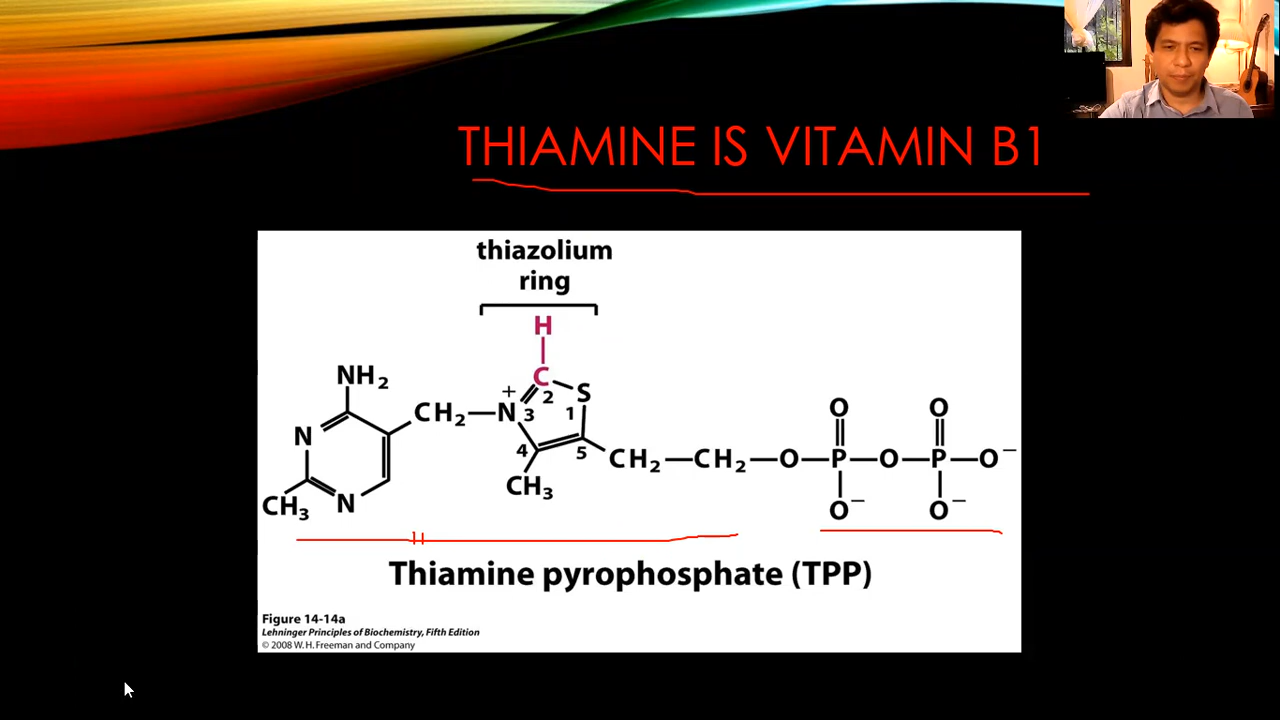 THIAMINE IS VITAMIN B1
thiazolium
ring
H
NH2
C
+
2
S
N
CH2—N
3
1
4
5
CH2—CH2—O—P—O—P—O−
O
O
CH3
N
CH3
O−
O−
Thiamine pyrophosphate (TPP)
Figure 14-14a
Lehninger Principles of Biochemistry, Fifth Edition
© 2008 W. H. Freeman and Company